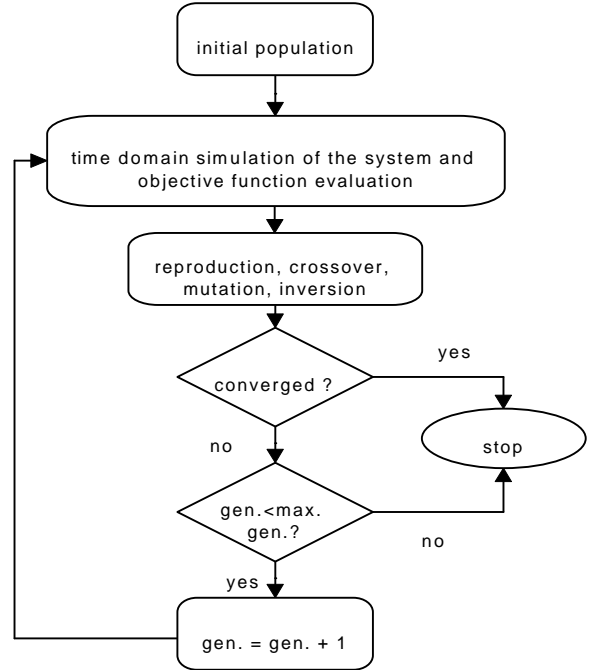 initial population
time domain simulation of the system and
objective function evaluation
reproduction, crossover,
mutation, inversion
yes
converged ?
no
stop
gen.<max.
gen.?
no
yes
gen. = gen. + 1